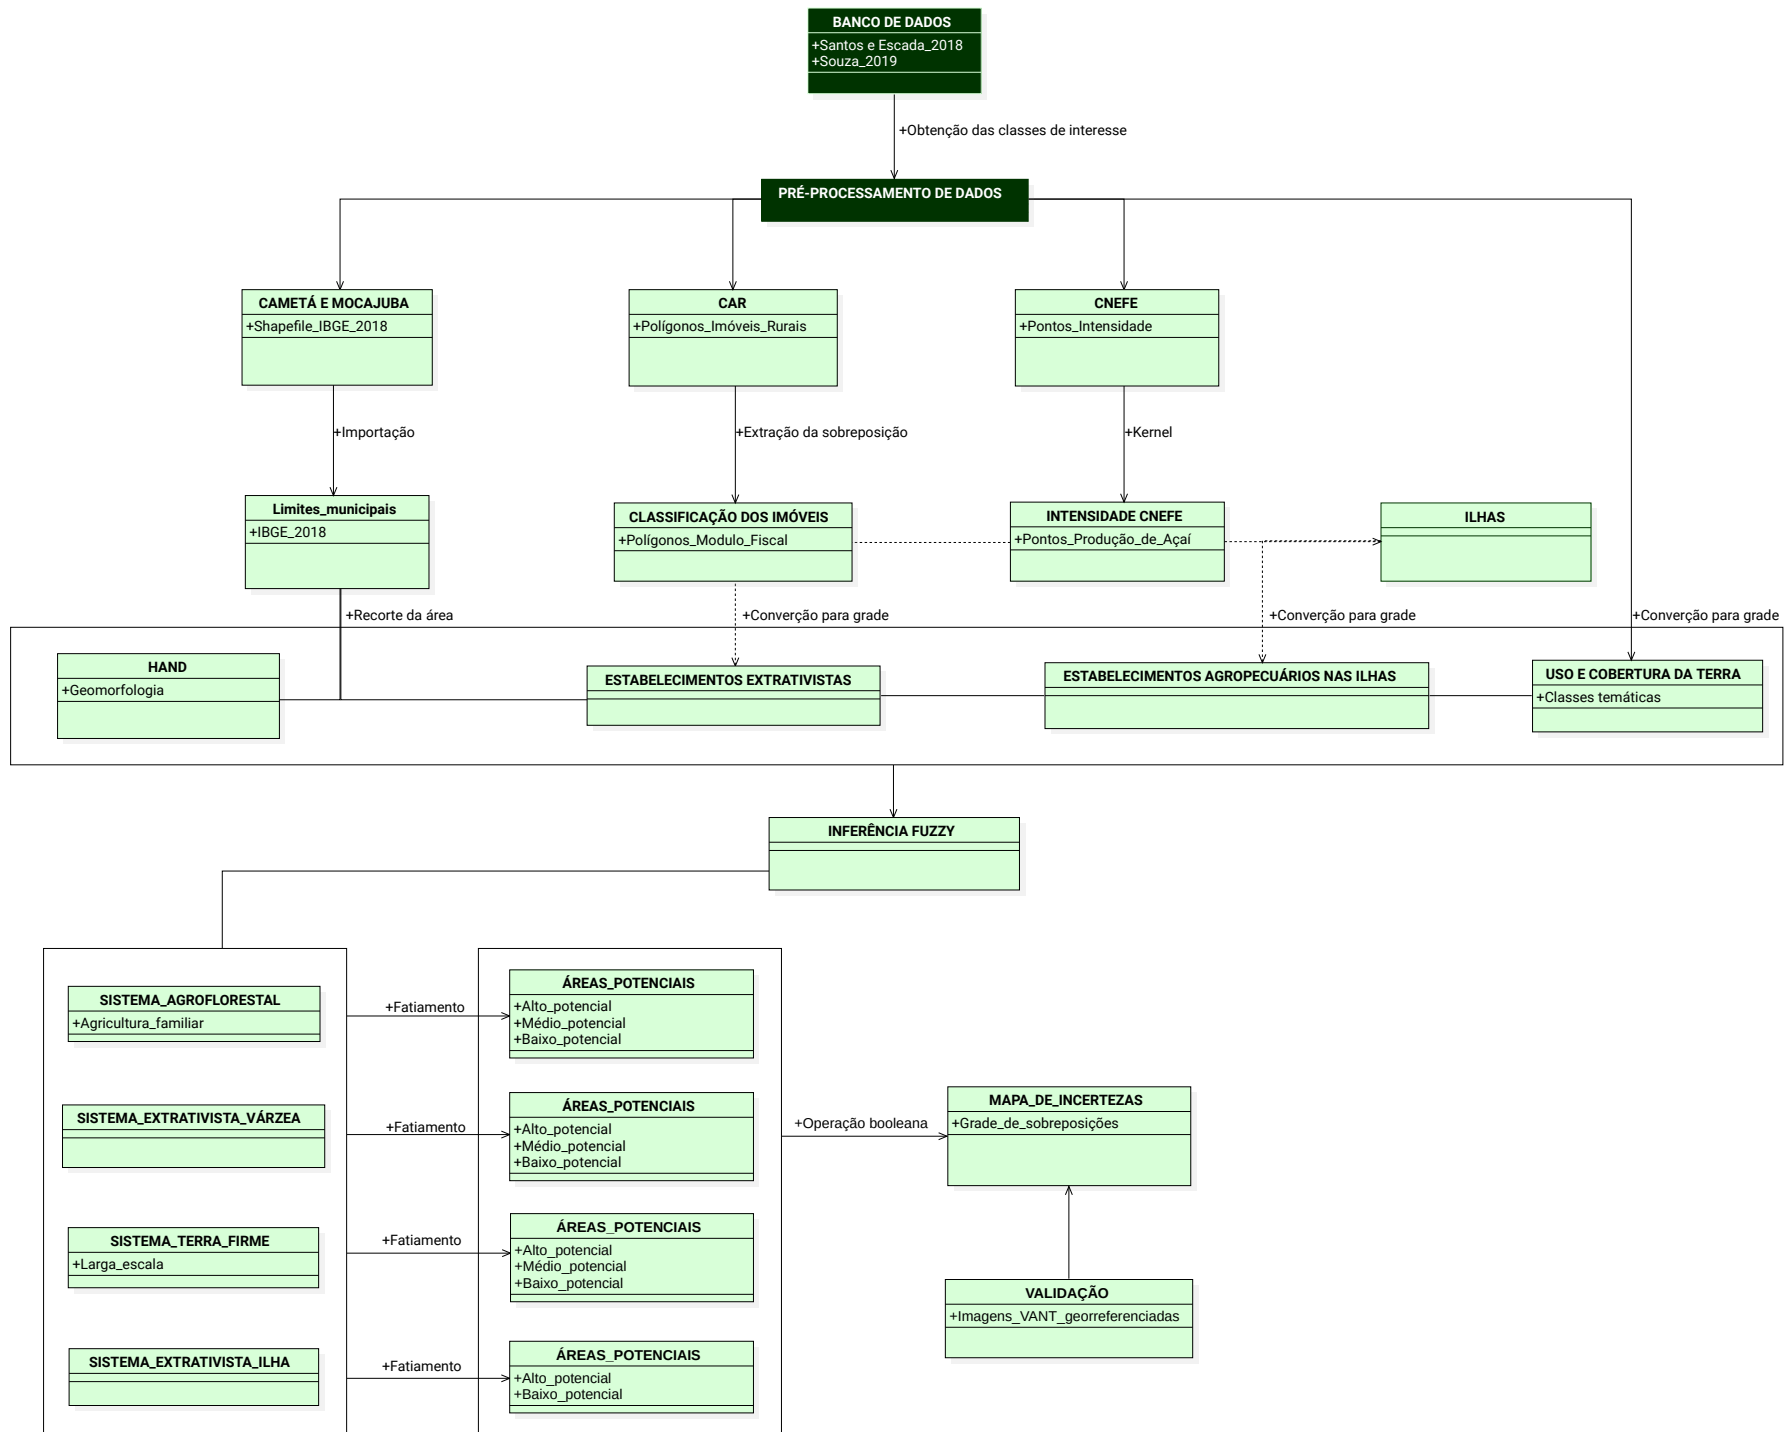 BANCO DE DADOS
+Santos e Escada_2018
+Souza_2019
+Obtenção das classes de interesse
PRÉ-PROCESSAMENTO DE DADOS
CAMETÁ E MOCAJUBA
+Shapefile_IBGE_2018
CAR
+Polígonos_Imóveis_Rurais
CNEFE
+Pontos_Intensidade
+Importação
+Extração da sobreposição
+Kernel
Limites_municipais
+IBGE_2018
CLASSIFICAÇÃO DOS IMÓVEIS
+Polígonos_Modulo_Fiscal
INTENSIDADE CNEFE
+Pontos_Produção_de_Açaí
ILHAS
+Recorte da área
+Converção para grade
+Converção para grade
+Converção para grade
HAND
+Geomorfologia
ESTABELECIMENTOS EXTRATIVISTAS
ESTABELECIMENTOS AGROPECUÁRIOS NAS ILHAS
USO E COBERTURA DA TERRA
+Classes temáticas
INFERÊNCIA FUZZY
SISTEMA_AGROFLORESTAL
+Agricultura_familiar
+Fatiamento
ÁREAS_POTENCIAIS
+Alto_potencial
+Médio_potencial
+Baixo_potencial
SISTEMA_EXTRATIVISTA_VÁRZEA
+Fatiamento
ÁREAS_POTENCIAIS
+Alto_potencial
+Médio_potencial
+Baixo_potencial
+Operação booleana
MAPA_DE_INCERTEZAS
+Grade_de_sobreposições
SISTEMA_TERRA_FIRME
+Larga_escala
+Fatiamento
ÁREAS_POTENCIAIS
+Alto_potencial
+Médio_potencial
+Baixo_potencial
VALIDAÇÃO
+Imagens_VANT_georreferenciadas
SISTEMA_EXTRATIVISTA_ILHA
+Fatiamento
ÁREAS_POTENCIAIS
+Alto_potencial
+Baixo_potencial